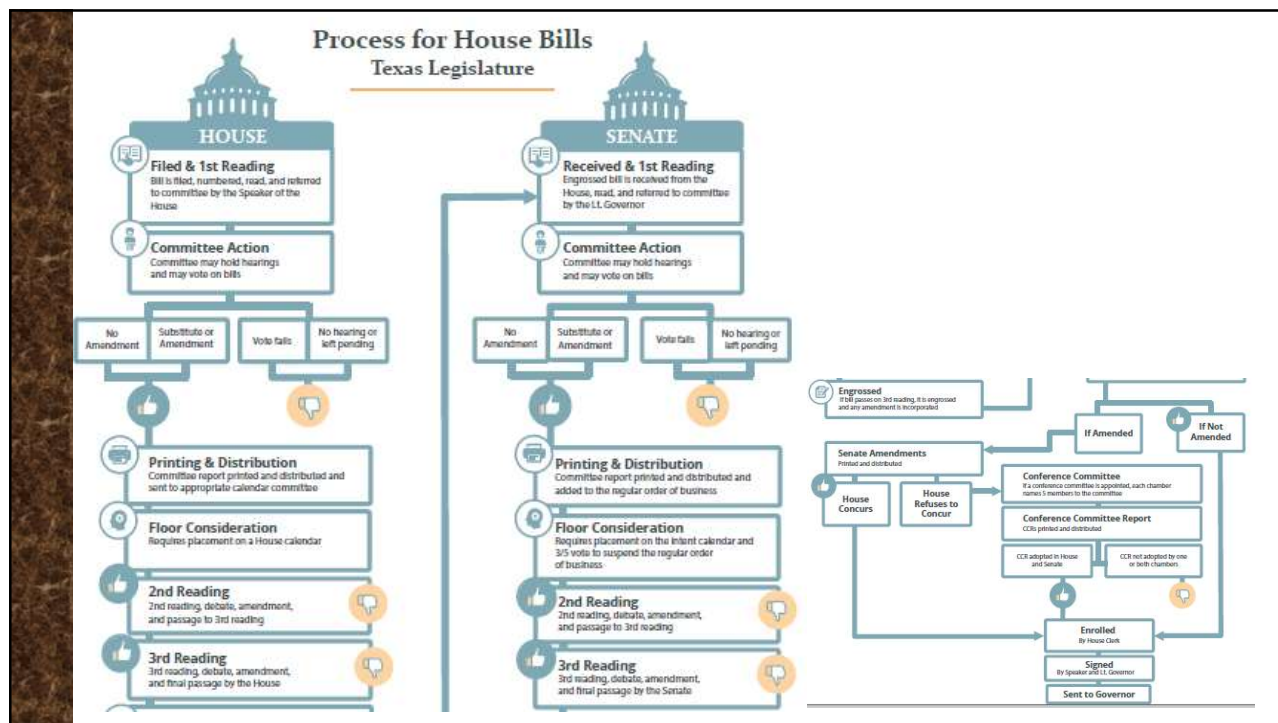 Process for House Bills
Texas Legislature
HOUSE
Filed & 1st Reading
Bill is filed, numbered, read, and referred
to committee by the Speaker of the
House
Committee Action
Committee may hold hearings
and may vote on bills
No
Amendment
Substitute or
Amendment
Vote fails
No hearing or
left pending
Printing & Distribution
Committee report printed and distributed and
sent to appropriate calendar committee
Floor Consideration
Requires placement on a House calendar
2nd Reading
2nd reading, debate, amendment,
and passage to 3rd reading
3rd Reading
3rd reading, debate, amendment,
and final passage by the House
SENATE
Received & 1st Reading
Engrossed bill is received from the
House, read, and referred to committee
by the Lt. Governor
Committee Action
Committee may hold hearings
and may vote on bills
No
Amendment
Substitute or
Amendment
Vote fails
No hearing or
left pending
Printing & Distribution
Committee report printed and distributed and
added to the regular order of business
Floor Consideration
Requires placement on the intent calendar and
3/5 vote to suspend the regular order
of business
2nd Reading
2nd reading, debate, amendment,
and passage to 3rd reading
3rd Reading
3rd reading, debate, amendment,
and final passage by the Senate
Engrossed
If bill passes on 3rd reading, it is engrossed
and any amendment is incorporated
If Amended
If Not
Amended
Senate Amendments
Printed and distributed
House
Concurs
House
Refuses to
Concur
Conference Committee
If a conference committee is appointed, each chamber
names 5 members to the committee
Conference Committee Report
CCRs printed and distributed
CCR adopted in House
and Senate
CCR not adopted by one
or both chambers
Enrolled
By House Clerk
Signed
By Speaker and Lt. Governor
Sent to Governor